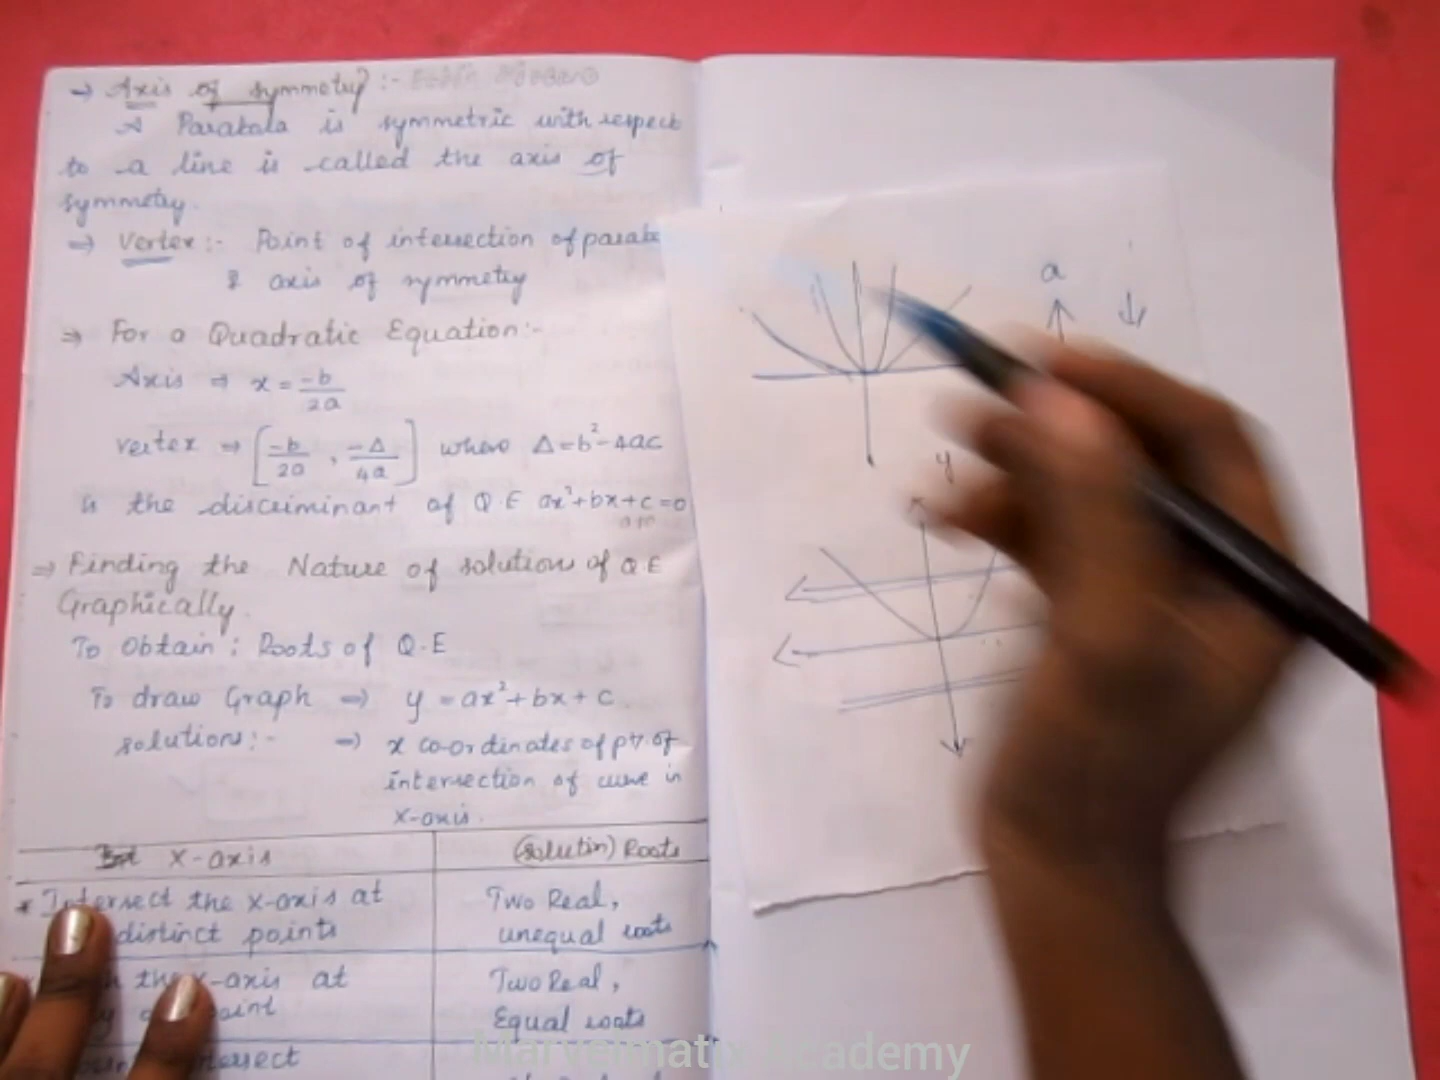 → Axis of symmetry :-
A Parabola is symmetric with respect
to a line is called the axis of
symmetry.
⇒ Vertex :- Point of intersection of parab
& axis of symmetry
⇒ For a Quadratic Equation :-
Axis ⇒ x = -b/2a
vertex ⇒ [-b/2a , -Δ/4a] where Δ = b² - 4ac
is the discriminant of Q.E ax² + bx + c = 0
⇒ Finding the Nature of solution of Q.E
Graphically.
To Obtain : Roots of Q.E
To draw Graph ⇒ y = ax² + bx + c
solution :- ⇒ x co-ordinates of pt. of
intersection of curve in
x-axis.
X-axis (solutin) Roots
* Intersect the x-axis at Two Real,
distinct points unequal roots
the x-axis at Two Real,
point Equal roots
a
↑ ↓
y
Marvelmatix Academy